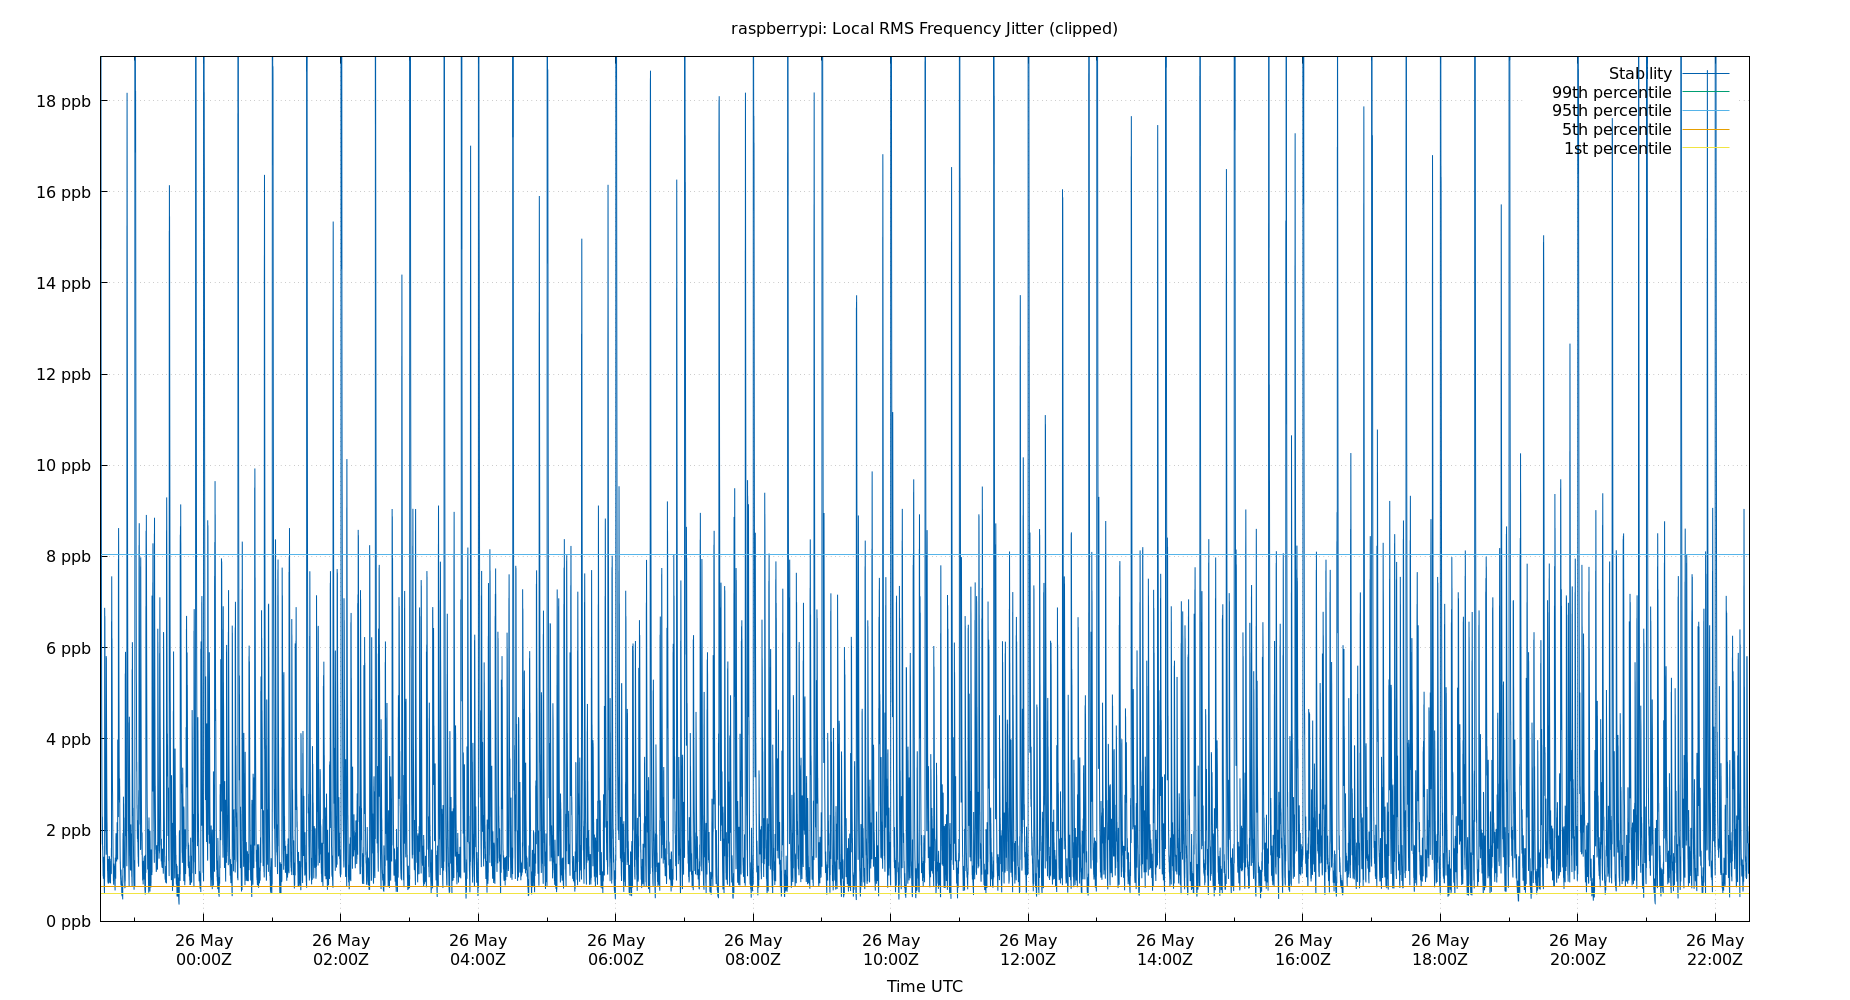 raspberrypi: Local RMS Frequency Jitter (clipped)
Stability
99th percentile
95th percentile
5th percentile
1st percentile
18 ppb
16 ppb
14 ppb
12 ppb
10 ppb
8 ppb
6 ppb
4 ppb
2 ppb
0 ppb
26 May 26 May 26 May 26 May 26 May 26 May 26 May 26 May 26 May 26 May 26 May 26 May
00:00Z 02:00Z 04:00Z 06:00Z 08:00Z 10:00Z 12:00Z 14:00Z 16:00Z 18:00Z 20:00Z 22:00Z
Time UTC